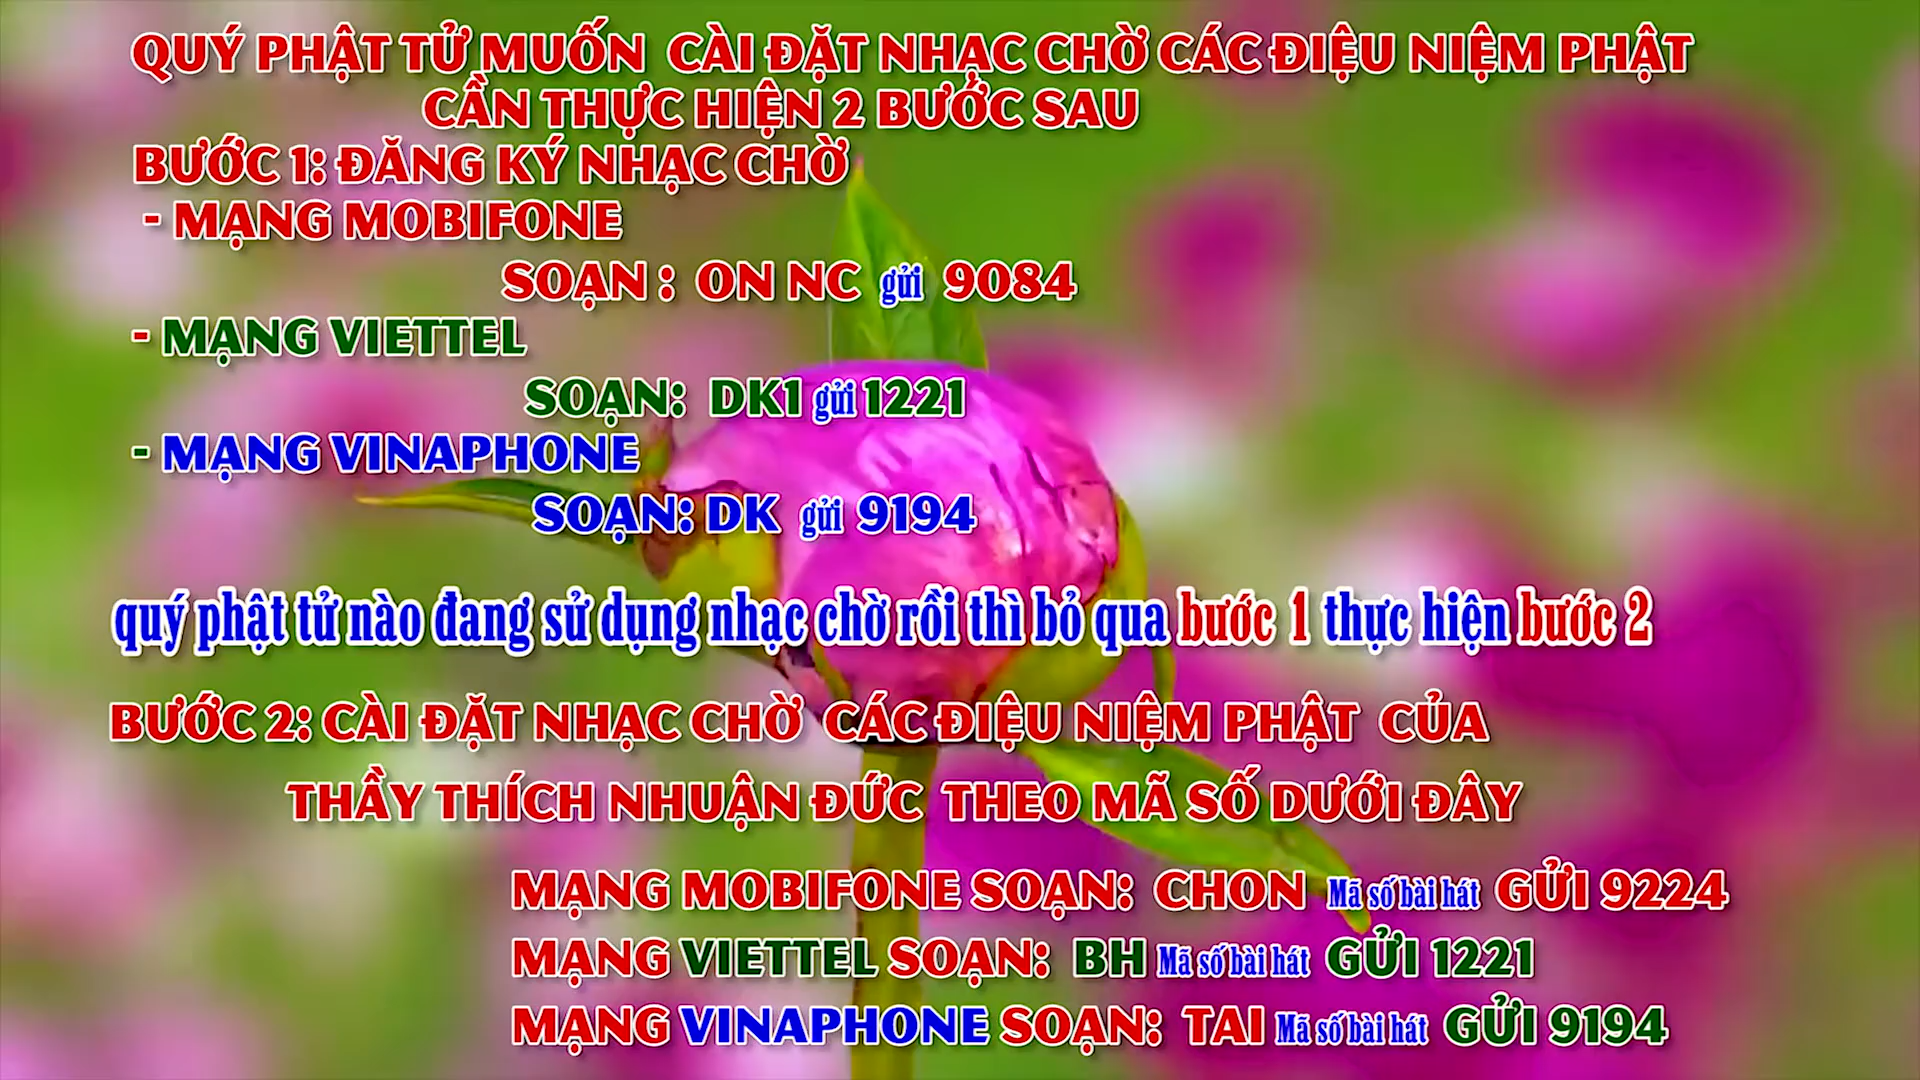 QUÝ PHẬT TỬ MUỐN CÀI ĐẶT NHẠC CHỜ CÁC ĐIỆU NIỆM PHẬT
CẦN THỰC HIỆN 2 BƯỚC SAU
BƯỚC 1: ĐĂNG KÝ NHẠC CHỜ
- MẠNG MOBIFONE
SOẠN : ON NC gửi 9084
- MẠNG VIETTEL
SOẠN: DK1 gửi 1221
- MẠNG VINAPHONE
SOẠN: DK gửi 9194
quý phật tử nào đang sử dụng nhạc chờ rồi thì bỏ qua bước 1 thực hiện bước 2
BƯỚC 2: CÀI ĐẶT NHẠC CHỜ CÁC ĐIỆU NIỆM PHẬT CỦA
THẦY THÍCH NHUẬN ĐỨC THEO MÃ SỐ DƯỚI ĐÂY
MẠNG MOBIFONE SOẠN: CHON Mã số bài hát GỬI 9224
MẠNG VIETTEL SOẠN: BH Mã số bài hát GỬI 1221
MẠNG VINAPHONE SOẠN: TAI Mã số bài hát GỬI 9194